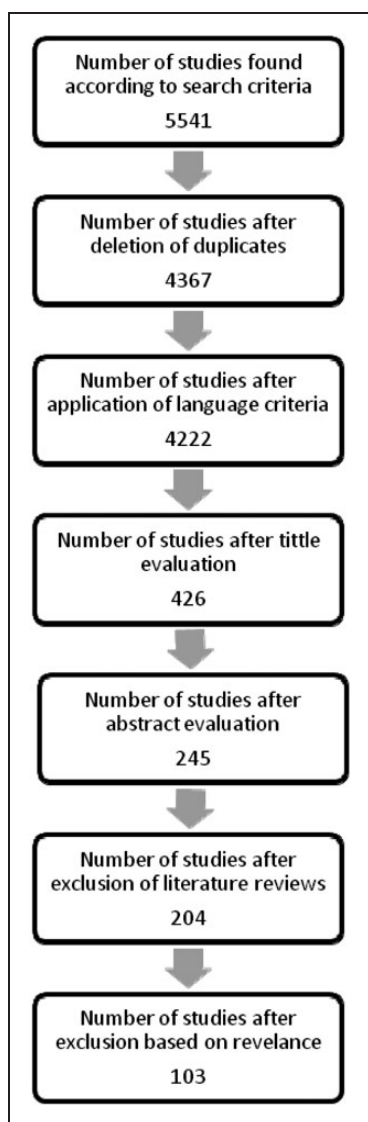 Number of studies found
according to search criteria
5541
Number of studies after
deletion of duplicates
4367
Number of studies after
application of language criteria
4222
Number of studies after tittle
evaluation
426
Number of studies after
abstract evaluation
245
Number of studies after
exclusion of literature reviews
204
Number of studies after
exclusion based on revelance
103